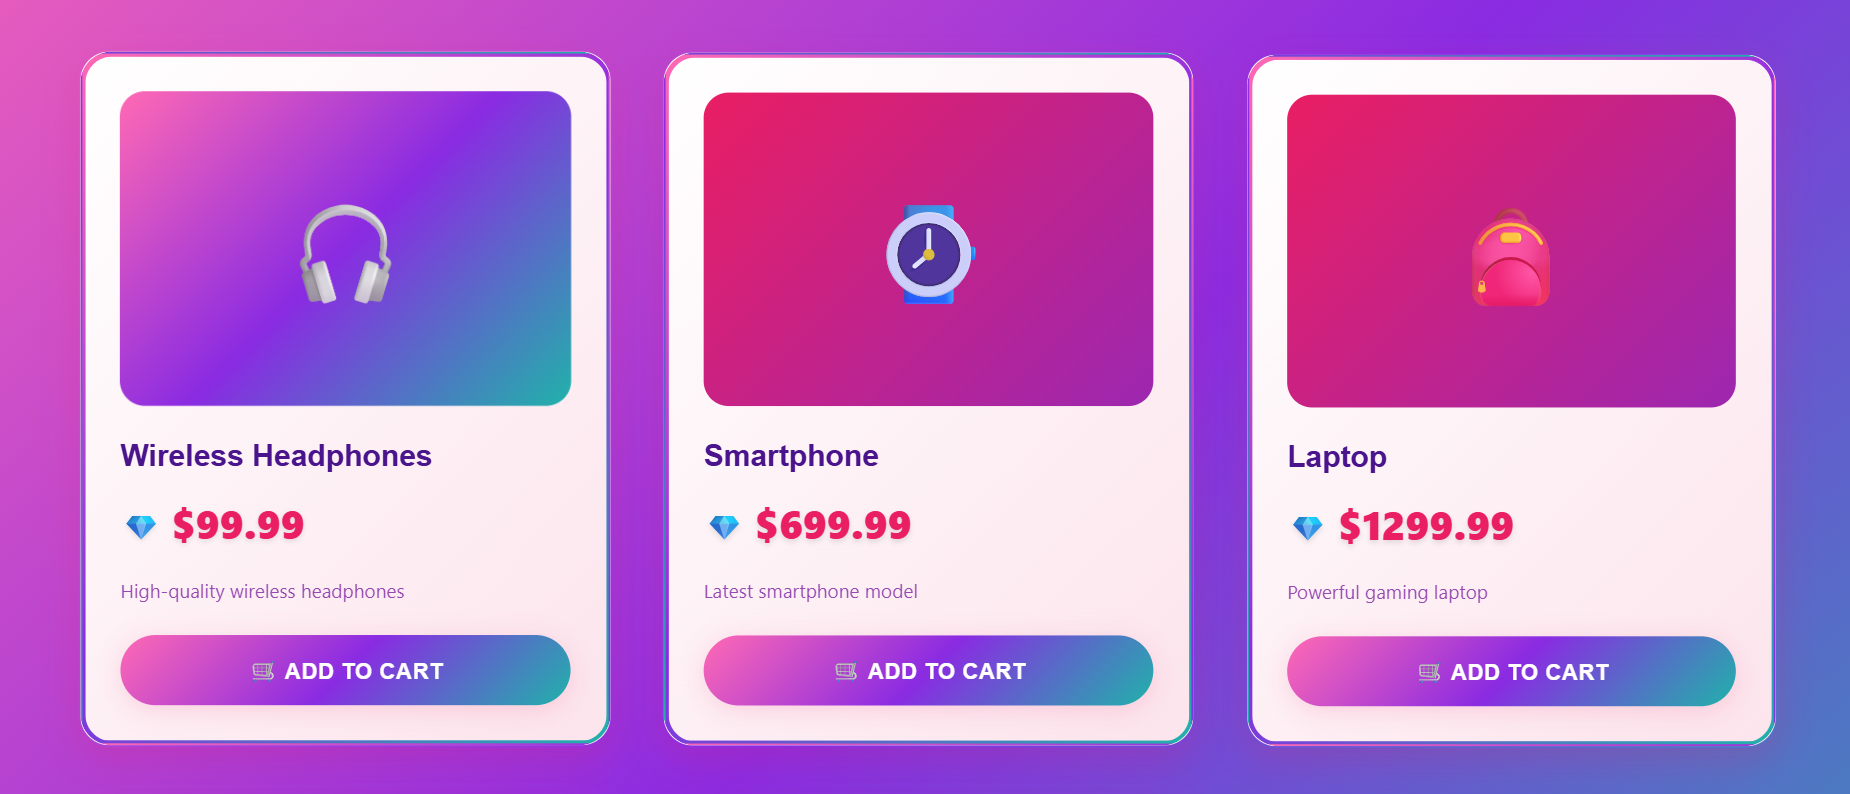 Wireless Headphones
$99.99
High-quality wireless headphones
ADD TO CART
Smartphone
$699.99
Latest smartphone model
ADD TO CART
Laptop
$1299.99
Powerful gaming laptop
ADD TO CART